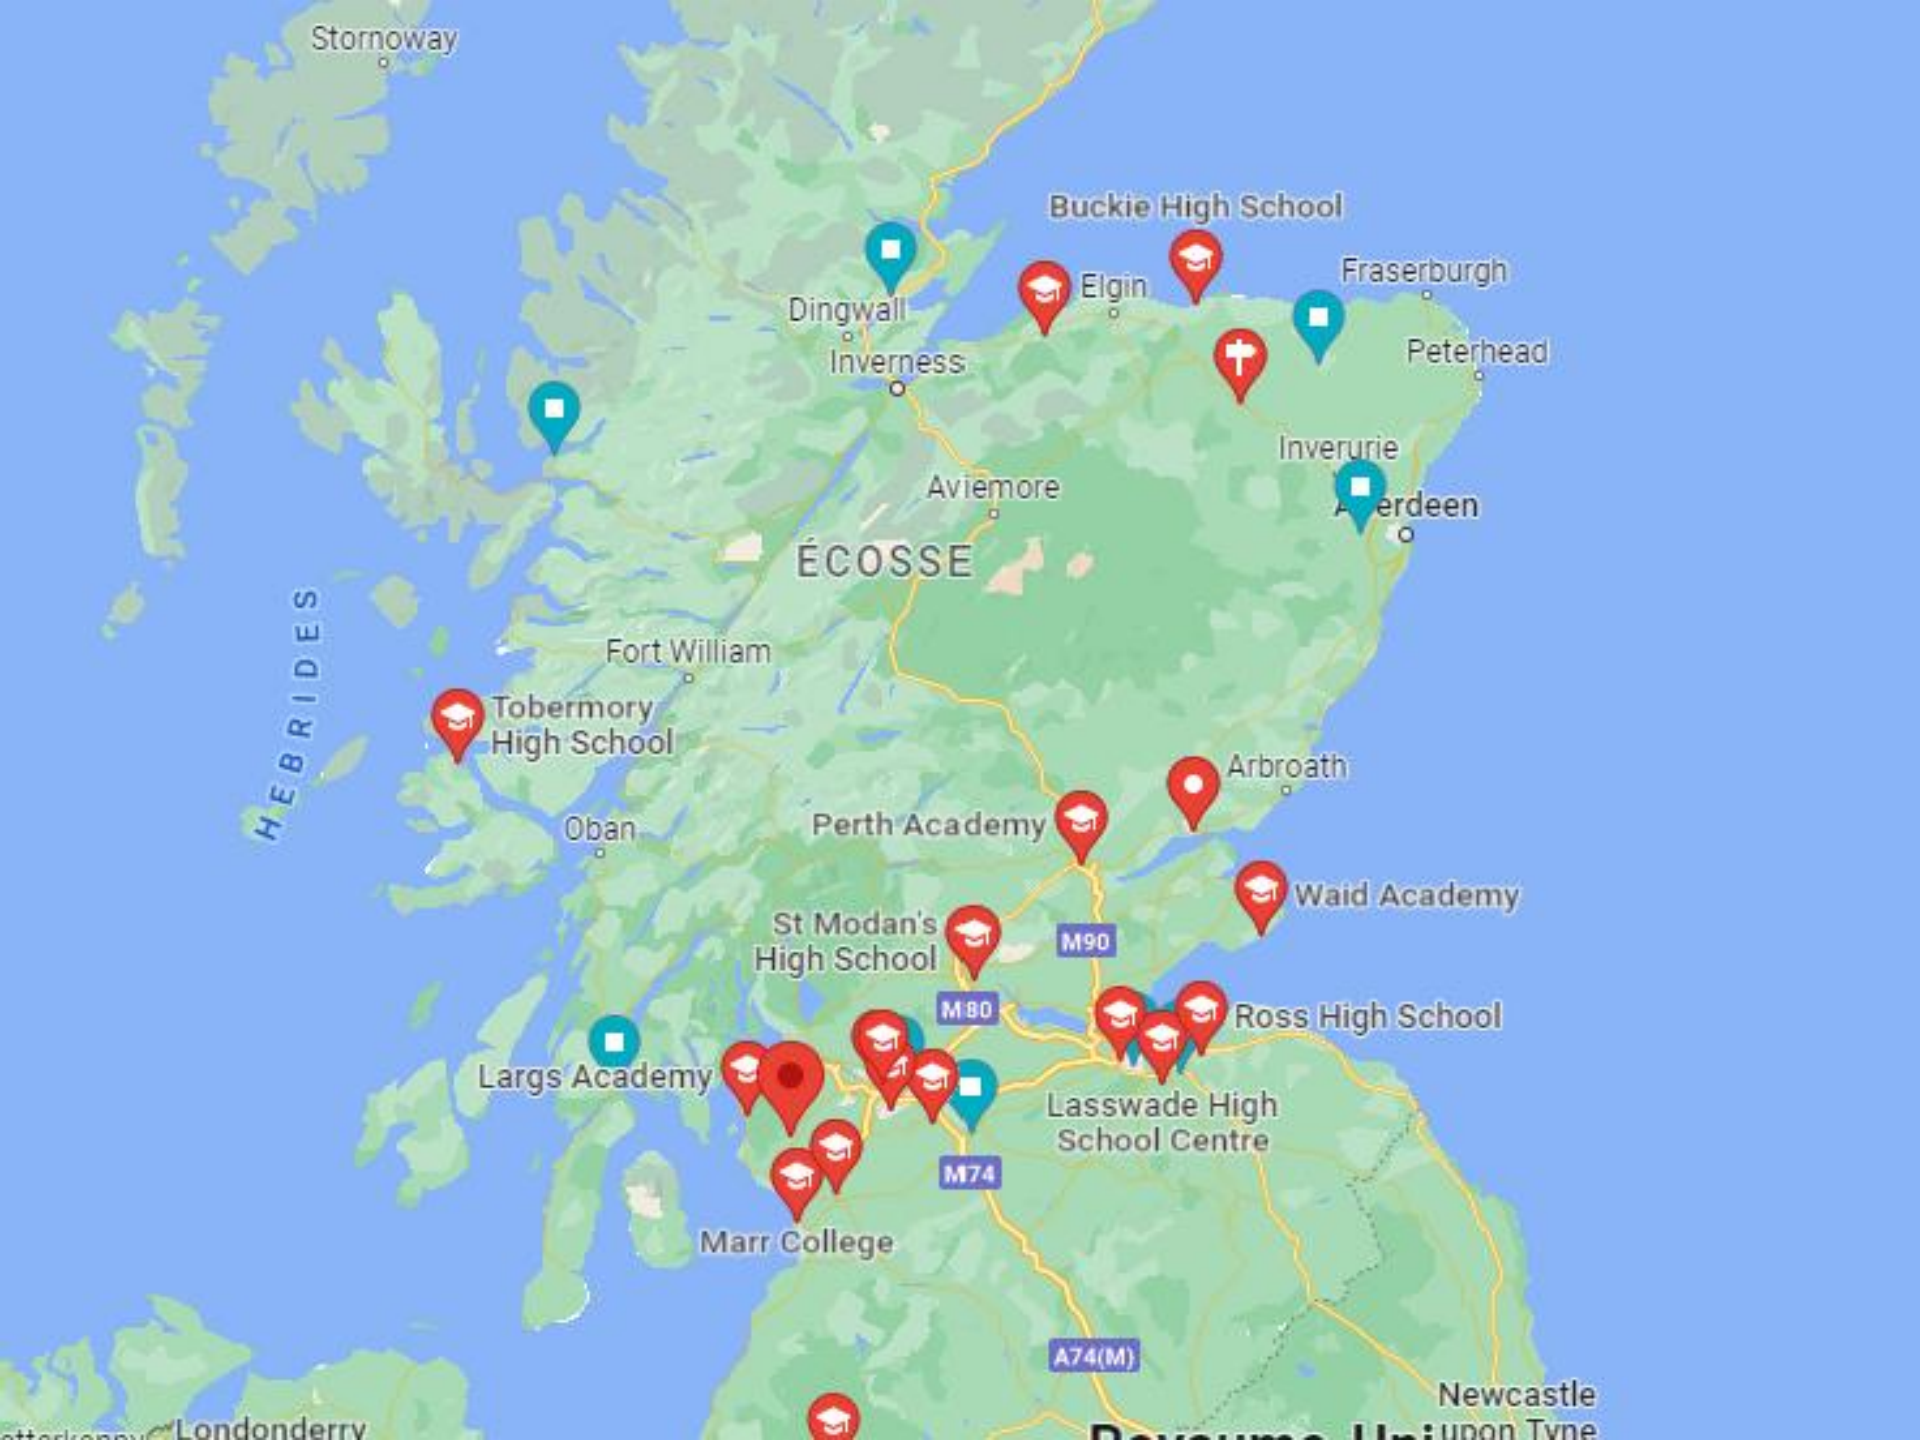 Stornoway
Buckie High School
Fraserburgh
Elgin
Dingwall
Peterhead
Inverness
Inverurie
Aviemore
erdeen
ÉCOSSE
HEBRIDES
Fort William
Tobermory
High School
Arbroath
Perth Academy
Oban
Waid Academy
St Modan's
High School
M90
M80
Ross High School
Largs Academy
Lasswade High
School Centre
M74
Marr College
A74(M)
Newcastle
upon Tyne
Londonderry